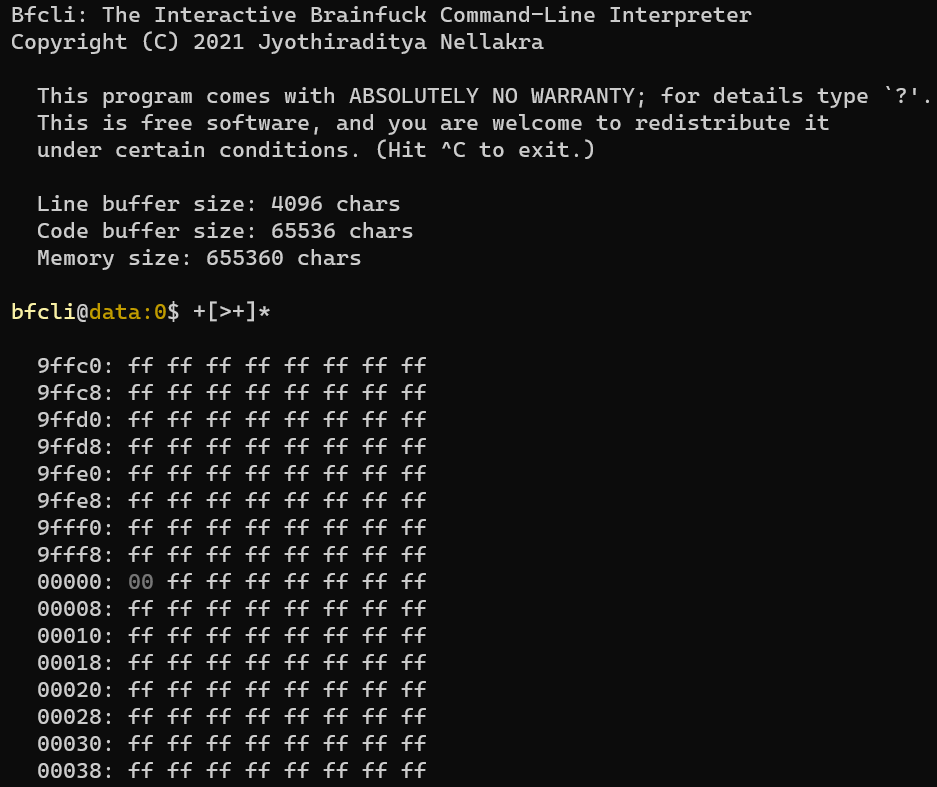 Bfcli: The Interactive Brainfuck Command-Line Interpreter
Copyright (C) 2021 Jyothiraditya Nellakra
This program comes with ABSOLUTELY NO WARRANTY; for details type `?'.
This is free software, and you are welcome to redistribute it
under certain conditions. (Hit ^C to exit.)
Line buffer size: 4096 chars
Code buffer size: 65536 chars
Memory size: 655360 chars
bfcli@data:0$ +[>+]*
9ffc0: ff ff ff ff ff ff ff ff
9ffc8: ff ff ff ff ff ff ff ff
9ffd0: ff ff ff ff ff ff ff ff
9ffd8: ff ff ff ff ff ff ff ff
9ffe0: ff ff ff ff ff ff ff ff
9ffe8: ff ff ff ff ff ff ff ff
9fff0: ff ff ff ff ff ff ff ff
9fff8: ff ff ff ff ff ff ff ff
00000: 00 ff ff ff ff ff ff ff
00008: ff ff ff ff ff ff ff ff
00010: ff ff ff ff ff ff ff ff
00018: ff ff ff ff ff ff ff ff
00020: ff ff ff ff ff ff ff ff
00028: ff ff ff ff ff ff ff ff
00030: ff ff ff ff ff ff ff ff
00038: ff ff ff ff ff ff ff ff